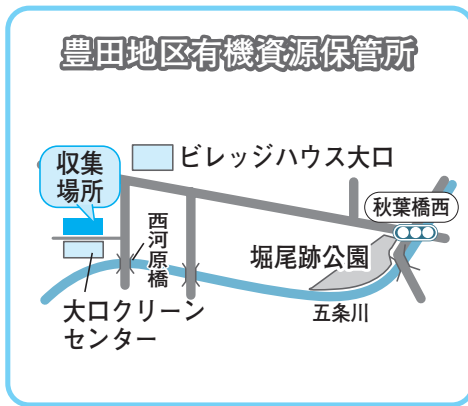 豊田地区有機資源保管所
収集
場所
ビレッジハウス大口
秋葉橋西
西河原橋
堀尾跡公園
大口クリーン
センター
五条川